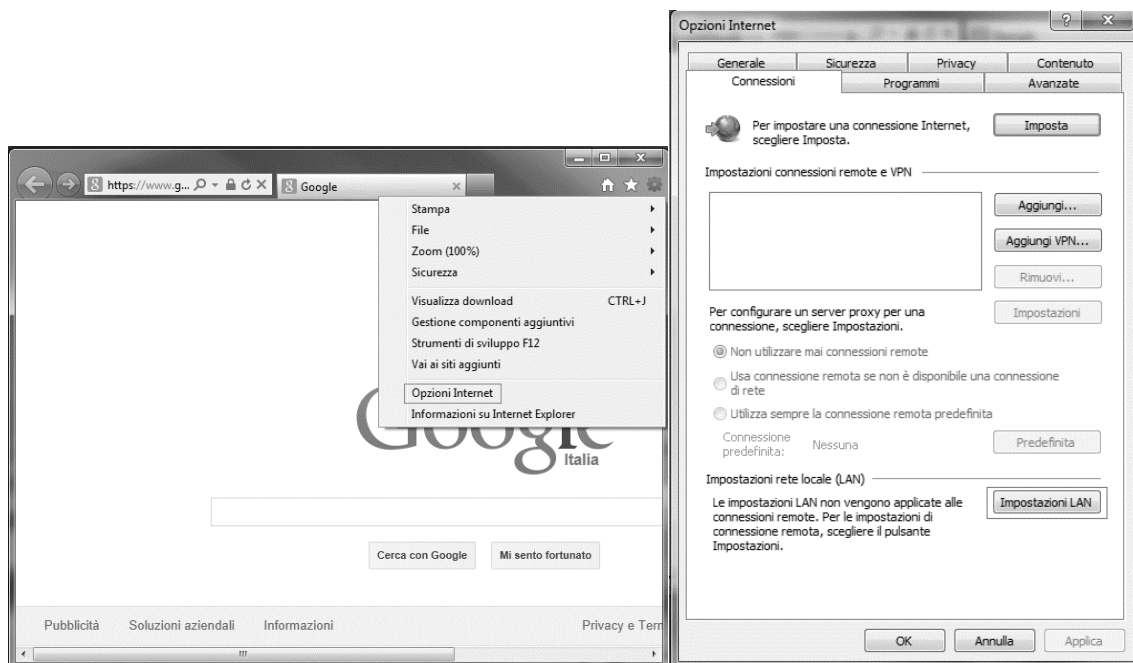 https://www.g...
Google
Stampa
File
Zoom (100%)
Sicurezza
Visualizza download CTRL+J
Gestione componenti aggiuntivi
Strumenti di sviluppo F12
Vai ai siti aggiunti
Opzioni Internet
Informazioni su Internet Explorer
Google
Italia
Cerca con Google Mi sento fortunato
Pubblicità Soluzioni aziendali Informazioni Privacy e Term
Opzioni Internet
Generale Sicurezza Privacy Contenuto
Connessioni Programmi Avanzate
Per impostare una connessione Internet,
scegliere Imposta.
Imposta
Impostazioni connessioni remote e VPN
Aggiungi...
Aggiungi VPN...
Rimuovi...
Per configurare un server proxy per una
connessione, scegliere Impostazioni.
Impostazioni
Non utilizzare mai connessioni remote
Usa connessione remota se non è disponibile una connessione
di rete
Utilizza sempre la connessione remota predefinita
Connessione
predefinita:
Nessuna
Predefinita
Impostazioni rete locale (LAN)
Le impostazioni LAN non vengono applicate alle
connessioni remote. Per le impostazioni di
connessione remota, scegliere il pulsante
Impostazioni.
Impostazioni LAN
OK Annulla Applica